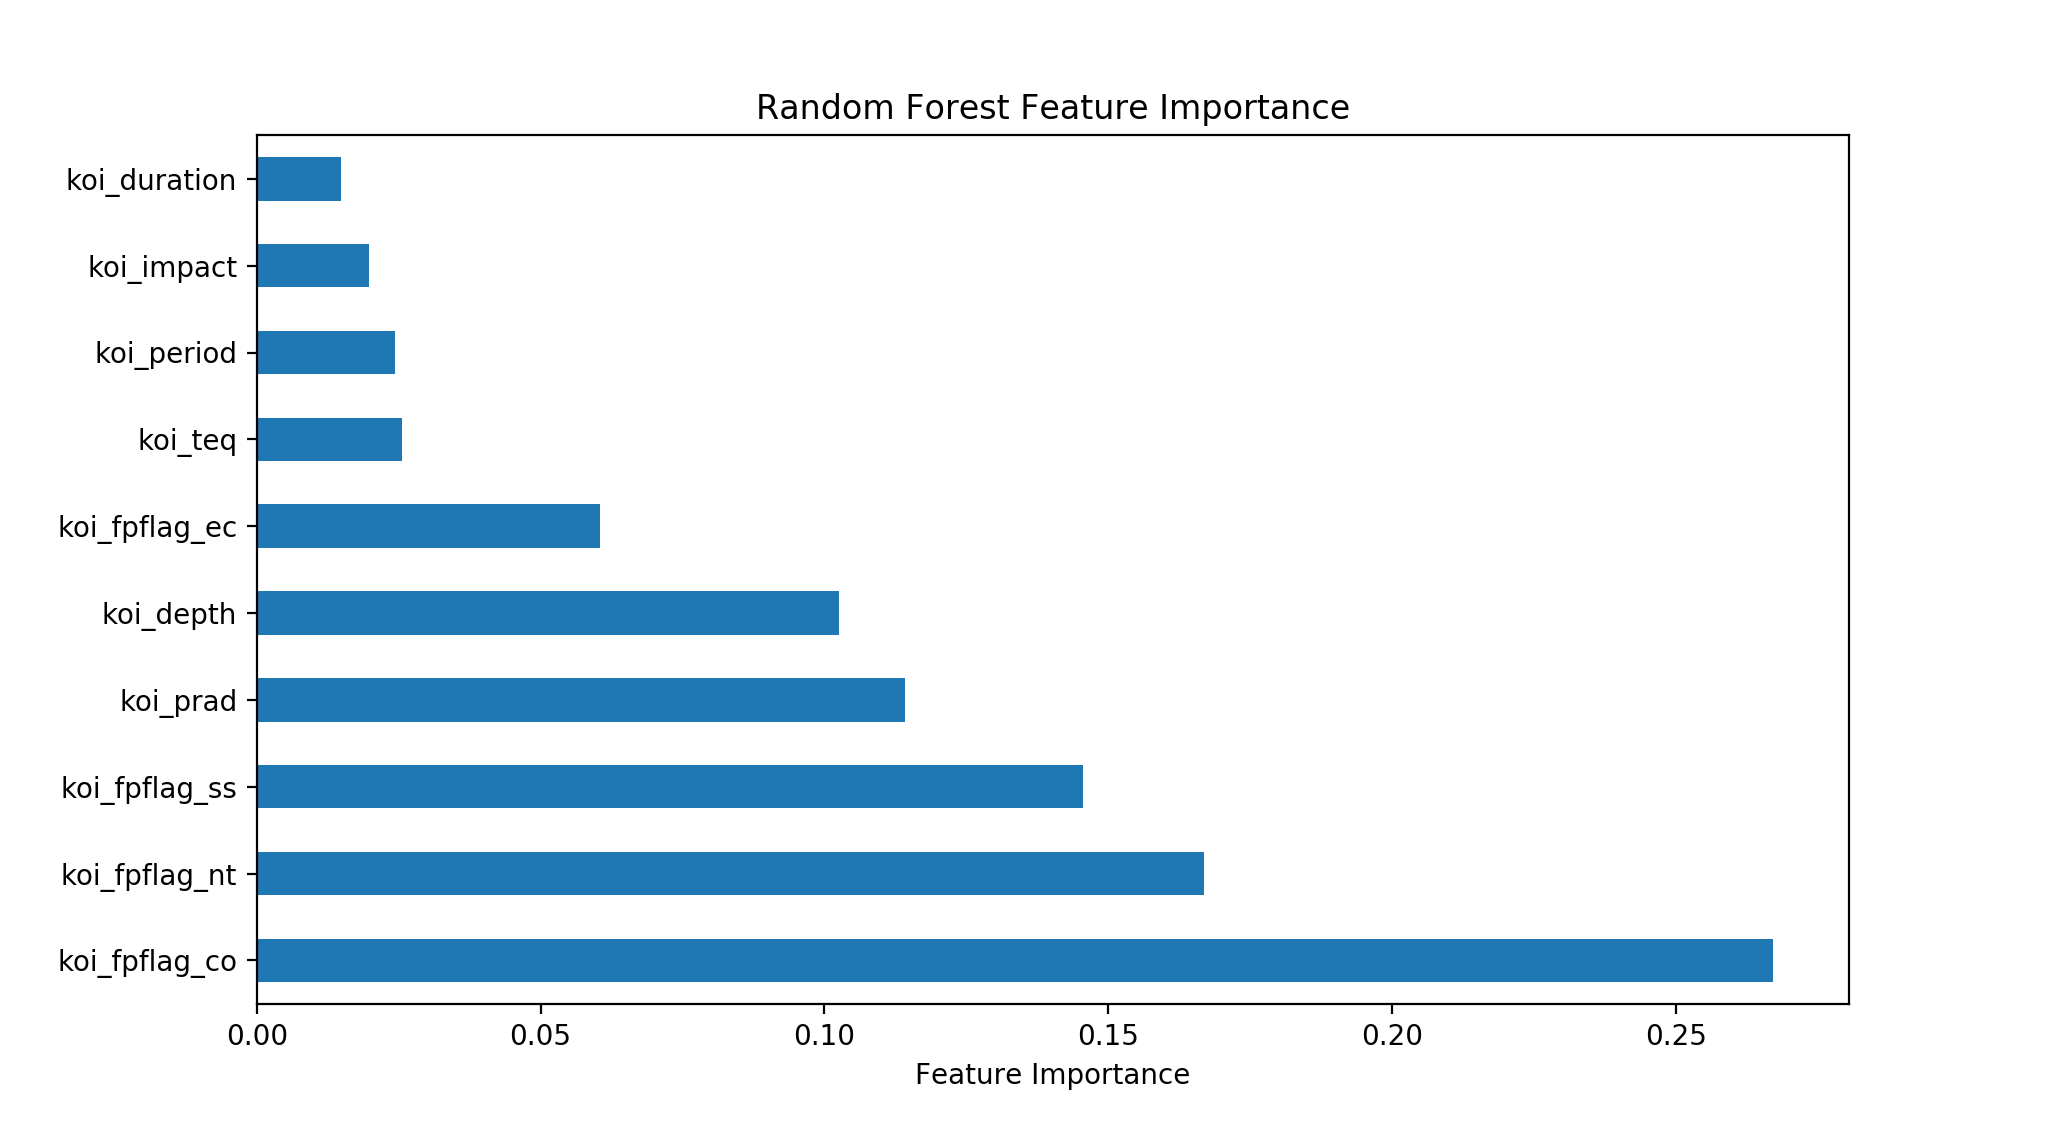 Random Forest Feature Importance
koi_duration
koi_impact
koi_period
koi_teq
koi_fpflag_ec
koi_depth
koi_prad
koi_fpflag_ss
koi_fpflag_nt
koi_fpflag_co
0.00 0.05 0.10 0.15 0.20 0.25
Feature Importance